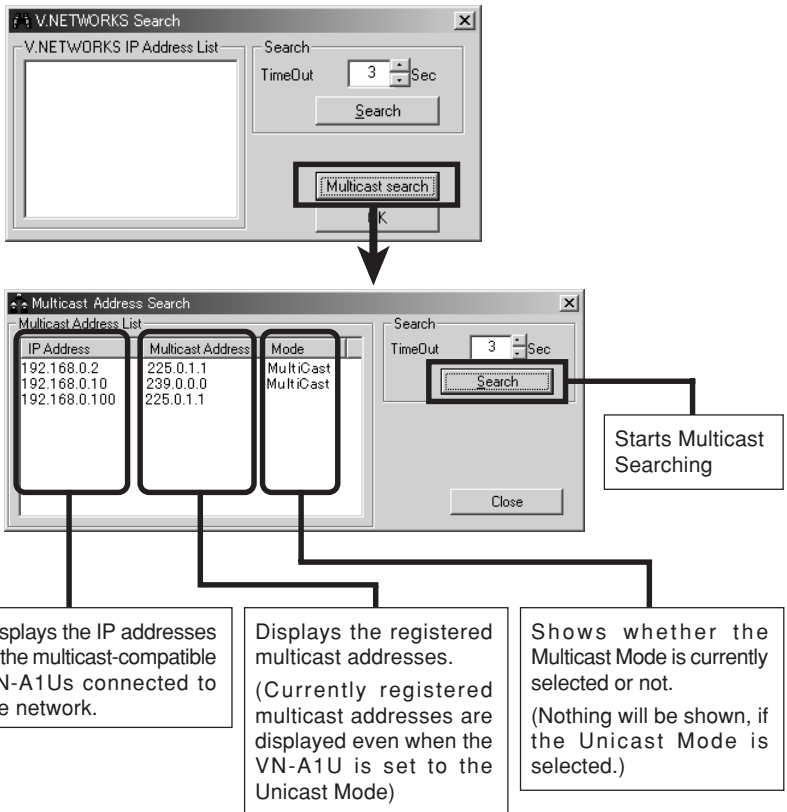 V.NETWORKS Search
V.NETWORKS IP Address List
Search
TimeOut 3 Sec
Search
Multicast search
Multicast Address Search
Multicast Address List
Search
IP Address Multicast Address Mode
TimeOut 3 Sec
192.168.0.2 225.0.1.1 MultiCast
192.168.0.10 239.0.0.0 MultiCast
192.168.0.100 225.0.1.1
Search
Close
Starts Multicast
Searching
splays the IP addresses
the multicast-compatible
N-A1Us connected to
e network.
Displays the registered
multicast addresses.
(Currently registered
multicast addresses are
displayed even when the
VN-A1U is set to the
Unicast Mode)
Shows whether the
Multicast Mode is currently
selected or not.
(Nothing will be shown, if
the Unicast Mode is
selected.)